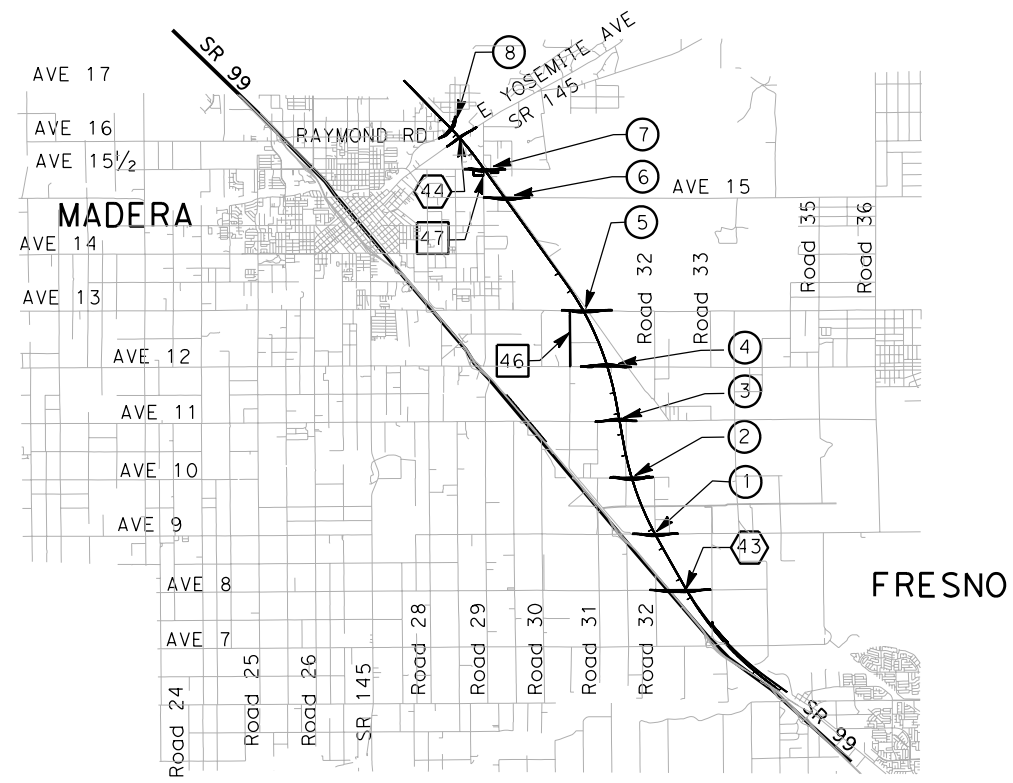 SR 99
8
E YOSEMITE AVE
SR 145
AVE 17
AVE 16
RAYMOND RD
7
AVE 15½
44
6
AVE 15
MADERA
47
5
Road 35
Road 36
AVE 14
Road 32
Road 33
AVE 13
46
4
AVE 12
3
AVE 11
2
AVE 10
1
AVE 9
43
AVE 8
FRESNO
AVE 7
Road 24
Road 25
Road 26
SR 145
Road 28
Road 29
Road 30
Road 31
Road 32
SR 99